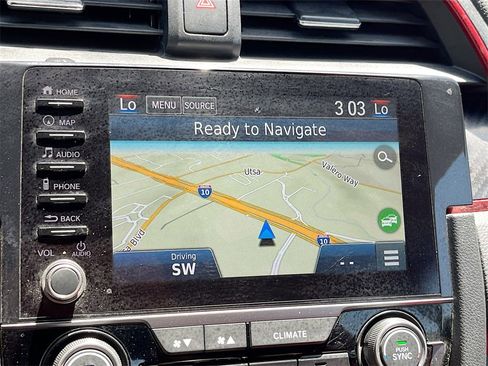 HOME
MAP
AUDIO
PHONE
BACK
VOL
AUDIO
Lo MENU SOURCE 3 03 Lo
Ready to Navigate
Utsa
Valero Way
10
10
Blvd
Driving
SW
- -
CLIMATE
PUSH
SYNC